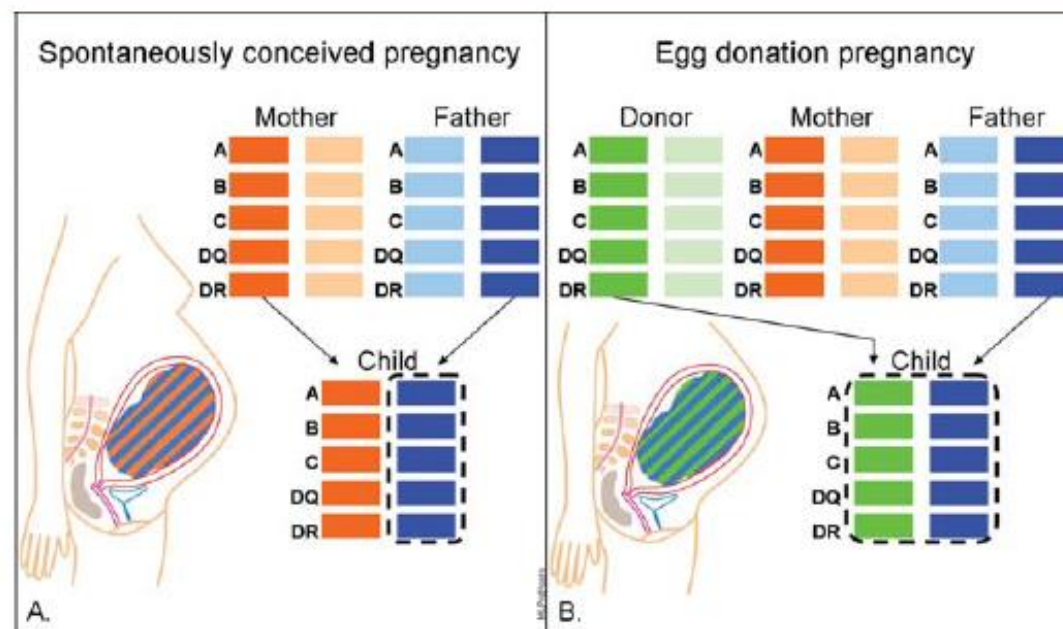 Spontaneously conceived pregnancy
Mother Father
A A
B B
C C
DQ DQ
DR DR
Child
A
B
C
DQ
DR
A.
Egg donation pregnancy
Donor Mother Father
A A A
B B B
C C C
DQ DQ DQ
DR DR DR
Child
A
B
C
DQ
DR
B.